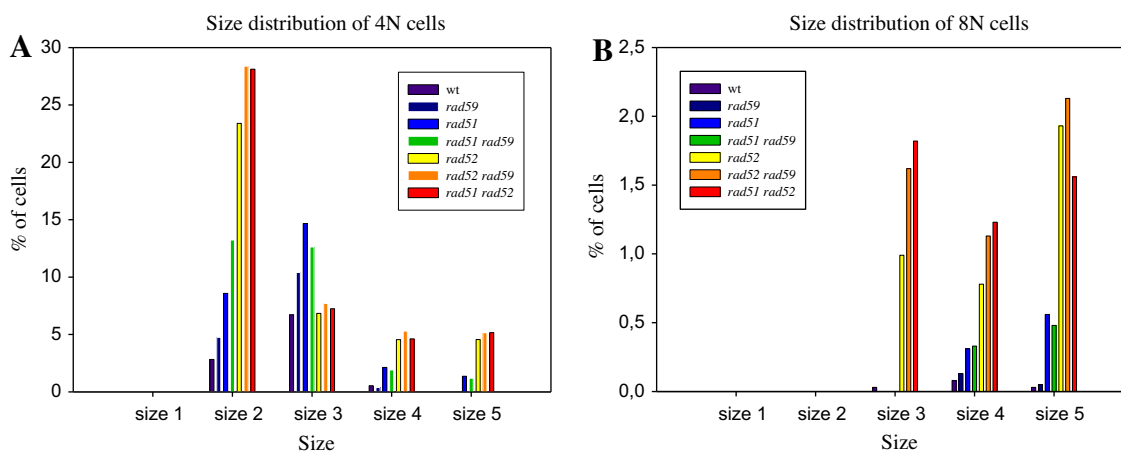 A
Size distribution of 4N cells
30
25
20
15
10
5
0
% of cells
wt
rad59
rad51
rad51 rad59
rad52
rad52 rad59
rad51 rad52
size 1 size 2 size 3 size 4 size 5
Size
B
Size distribution of 8N cells
2,5
2,0
1,5
1,0
0,5
0,0
% of cells
wt
rad59
rad51
rad51 rad59
rad52
rad52 rad59
rad51 rad52
size 1 size 2 size 3 size 4 size 5
Size